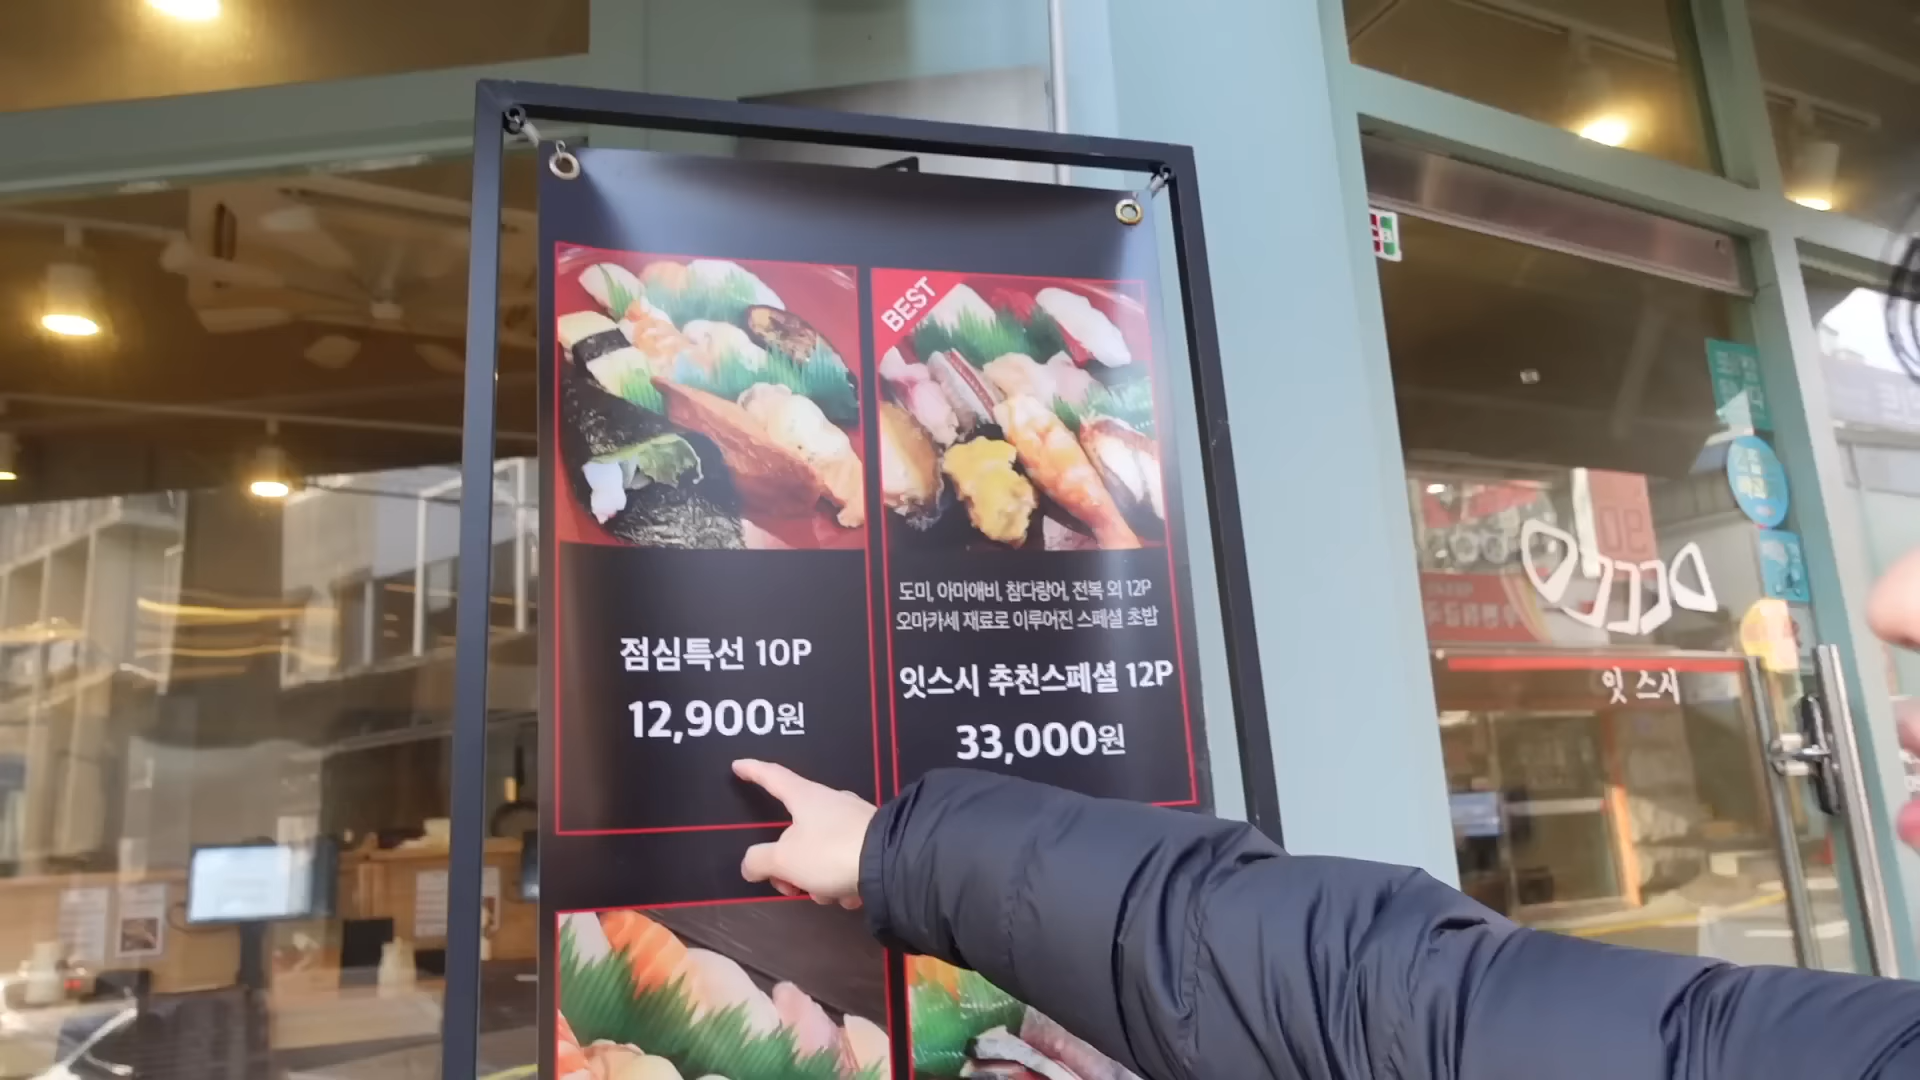 BEST
점심특선 10P
12,900원
도미, 아마애비, 참다랑어, 전복 외 12P
오마카세 재료로 이루어진 스페셜 초밥
잇스시 추천스페셜 12P
33,000원
잇 스시